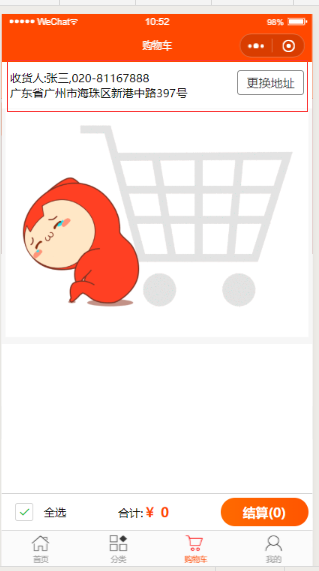 WeChat 10:52 98%
购物车
收货人:张三,020-81167888
更换地址
广东省广州市海珠区新港中路397号
全选 合计:¥ 0 结算(0)
首页 分类 购物车 我的